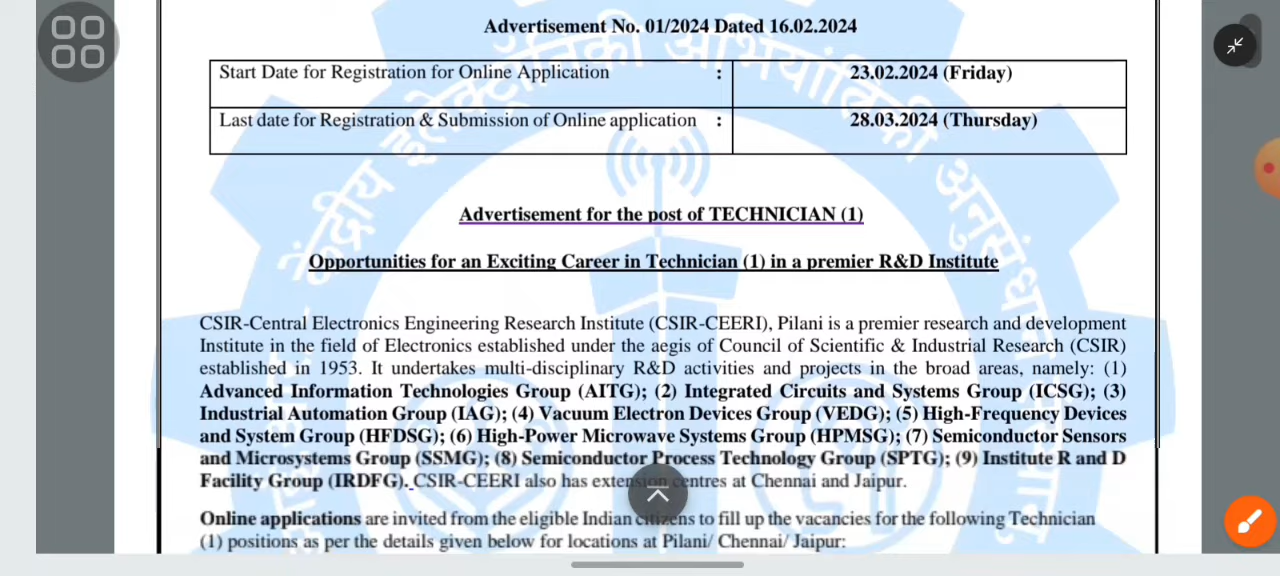 Advertisement No. 01/2024 Dated 16.02.2024
Start Date for Registration for Online Application : 23.02.2024 (Friday)
Last date for Registration & Submission of Online application : 28.03.2024 (Thursday)
Advertisement for the post of TECHNICIAN (1)
Opportunities for an Exciting Career in Technician (1) in a premier R&D Institute
CSIR-Central Electronics Engineering Research Institute (CSIR-CEERI), Pilani is a premier research and development
Institute in the field of Electronics established under the aegis of Council of Scientific & Industrial Research (CSIR)
established in 1953. It undertakes multi-disciplinary R&D activities and projects in the broad areas, namely: (1)
Advanced Information Technologies Group (AITG); (2) Integrated Circuits and Systems Group (ICSG); (3)
Industrial Automation Group (IAG); (4) Vacuum Electron Devices Group (VEDG); (5) High-Frequency Devices
and System Group (HFDSG); (6) High-Power Microwave Systems Group (HPMSG); (7) Semiconductor Sensors
and Microsystems Group (SSMG); (8) Semiconductor Process Technology Group (SPTG); (9) Institute R and D
Facility Group (IRDFG). CSIR-CEERI also has extension centres at Chennai and Jaipur.
Online applications are invited from the eligible Indian citizens to fill up the vacancies for the following Technician
(1) positions as per the details given below for locations at Pilani/ Chennai/ Jaipur: